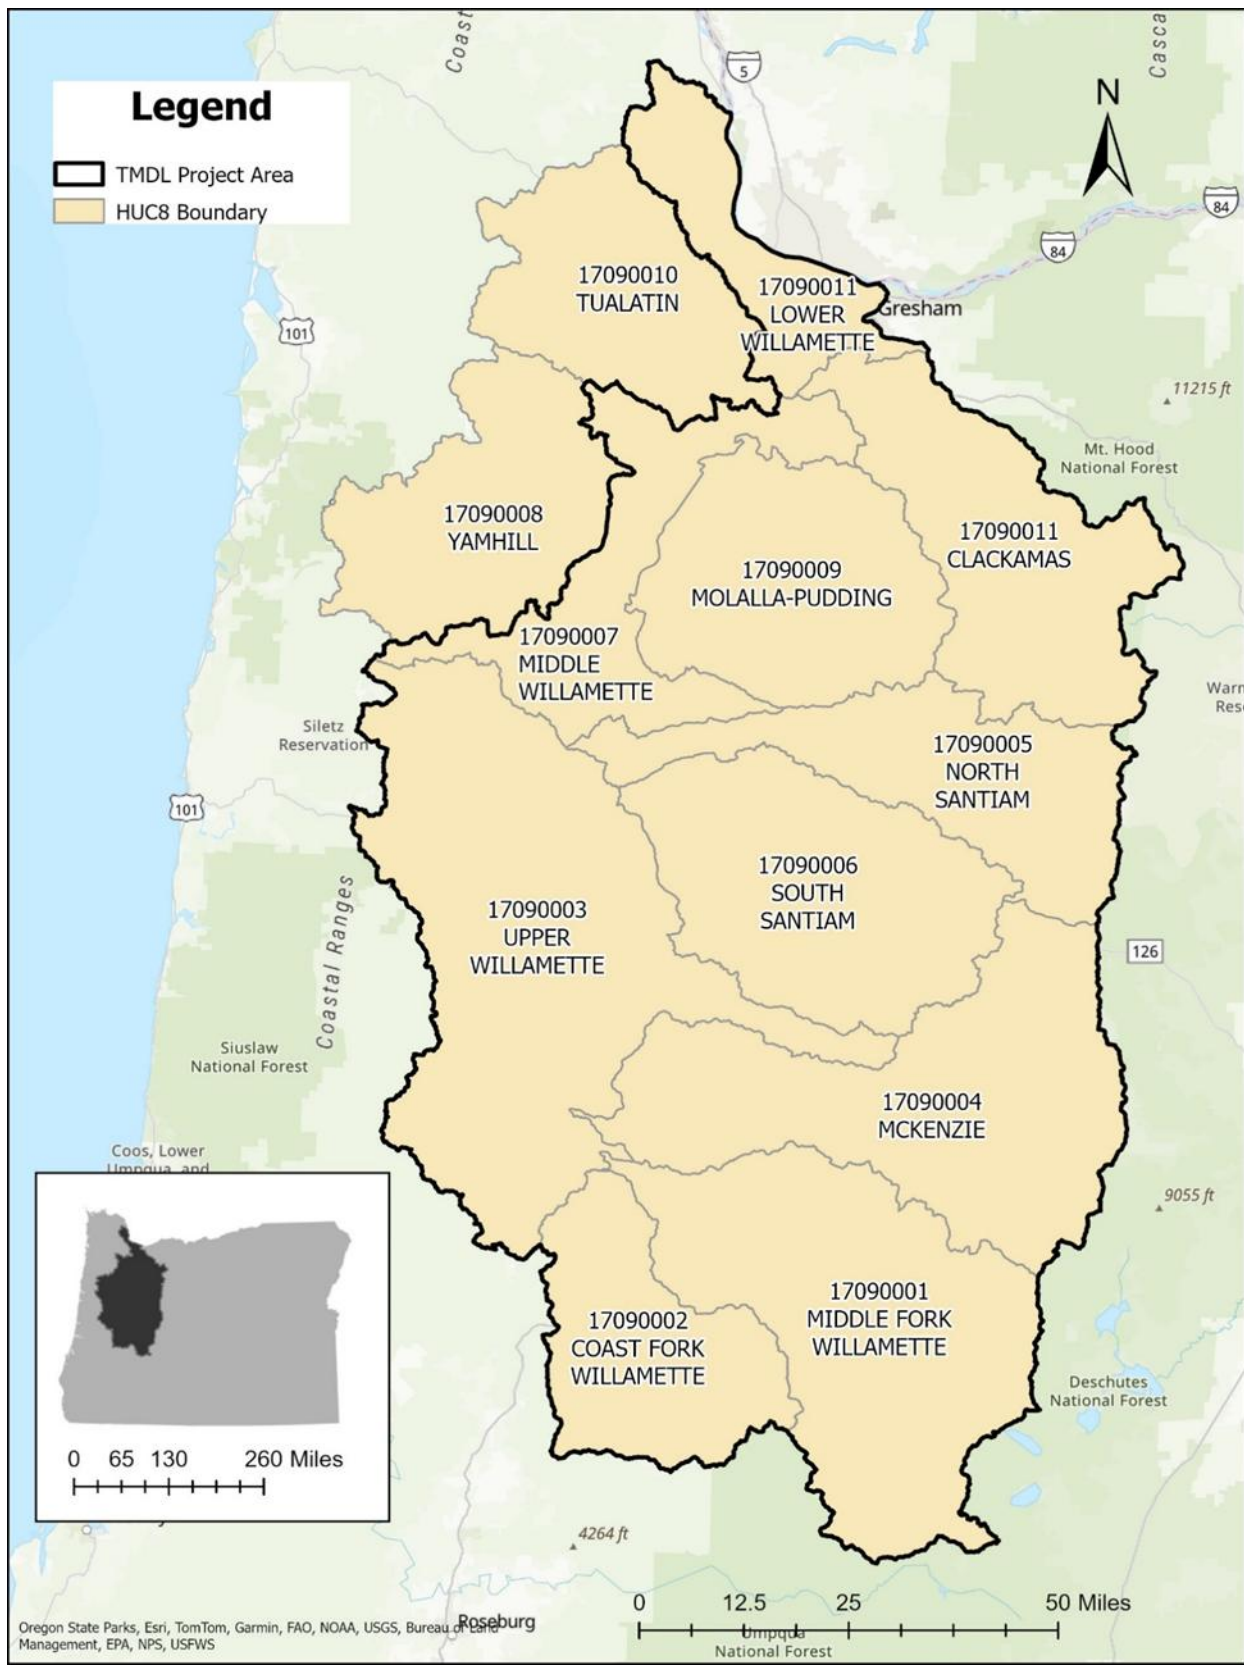 Coast
Casca
5
N
Legend
TMDL Project Area
HUC8 Boundary
84
84
17090010
TUALATIN
17090011
LOWER
WILLAMETTE
Gresham
101
11215 ft
Mt. Hood
National Forest
17090008
YAMHILL
17090011
CLACKAMAS
17090009
MOLALLA-PUDDING
17090007
MIDDLE
WILLAMETTE
Warm
Rese
Siletz
Reservation
17090005
NORTH
SANTIAM
101
17090006
SOUTH
SANTIAM
17090003
UPPER
WILLAMETTE
126
Coastal Ranges
Siuslaw
National Forest
17090004
MCKENZIE
Coos, Lower
Umpqua, and
9055 ft
17090001
MIDDLE FORK
WILLAMETTE
17090002
COAST FORK
WILLAMETTE
Deschutes
National Forest
0 65 130 260 Miles
4264 ft
0 12.5 25 50 Miles
Roseburg
Oregon State Parks, Esri, TomTom, Garmin, FAO, NOAA, USGS, Bureau of Land
Management, EPA, NPS, USFWS
Umpqua
National Forest